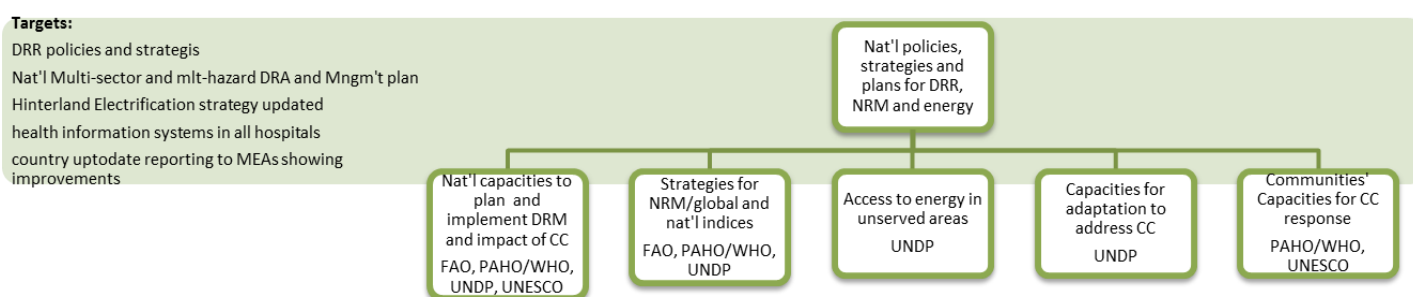 Targets:
DRR policies and strategis
Nat'l Multi-sector and mlt-hazard DRA and Mngm't plan
Hinterland Electrification strategy updated
health information systems in all hospitals
country uptodate reporting to MEAs showing
improvements
Nat'l policies,
strategies and
plans for DRR,
NRM and energy
Nat'l capacities to
plan and
implement DRM
and impact of CC
FAO, PAHO/WHO,
UNDP, UNESCO
Strategies for
NRM/global and
nat'l indices
FAO, PAHO/WHO,
UNDP
Access to energy in
unserved areas
UNDP
Capacities for
adaptation to
address CC
UNDP
Communities'
Capacities for CC
response
PAHO/WHO,
UNESCO